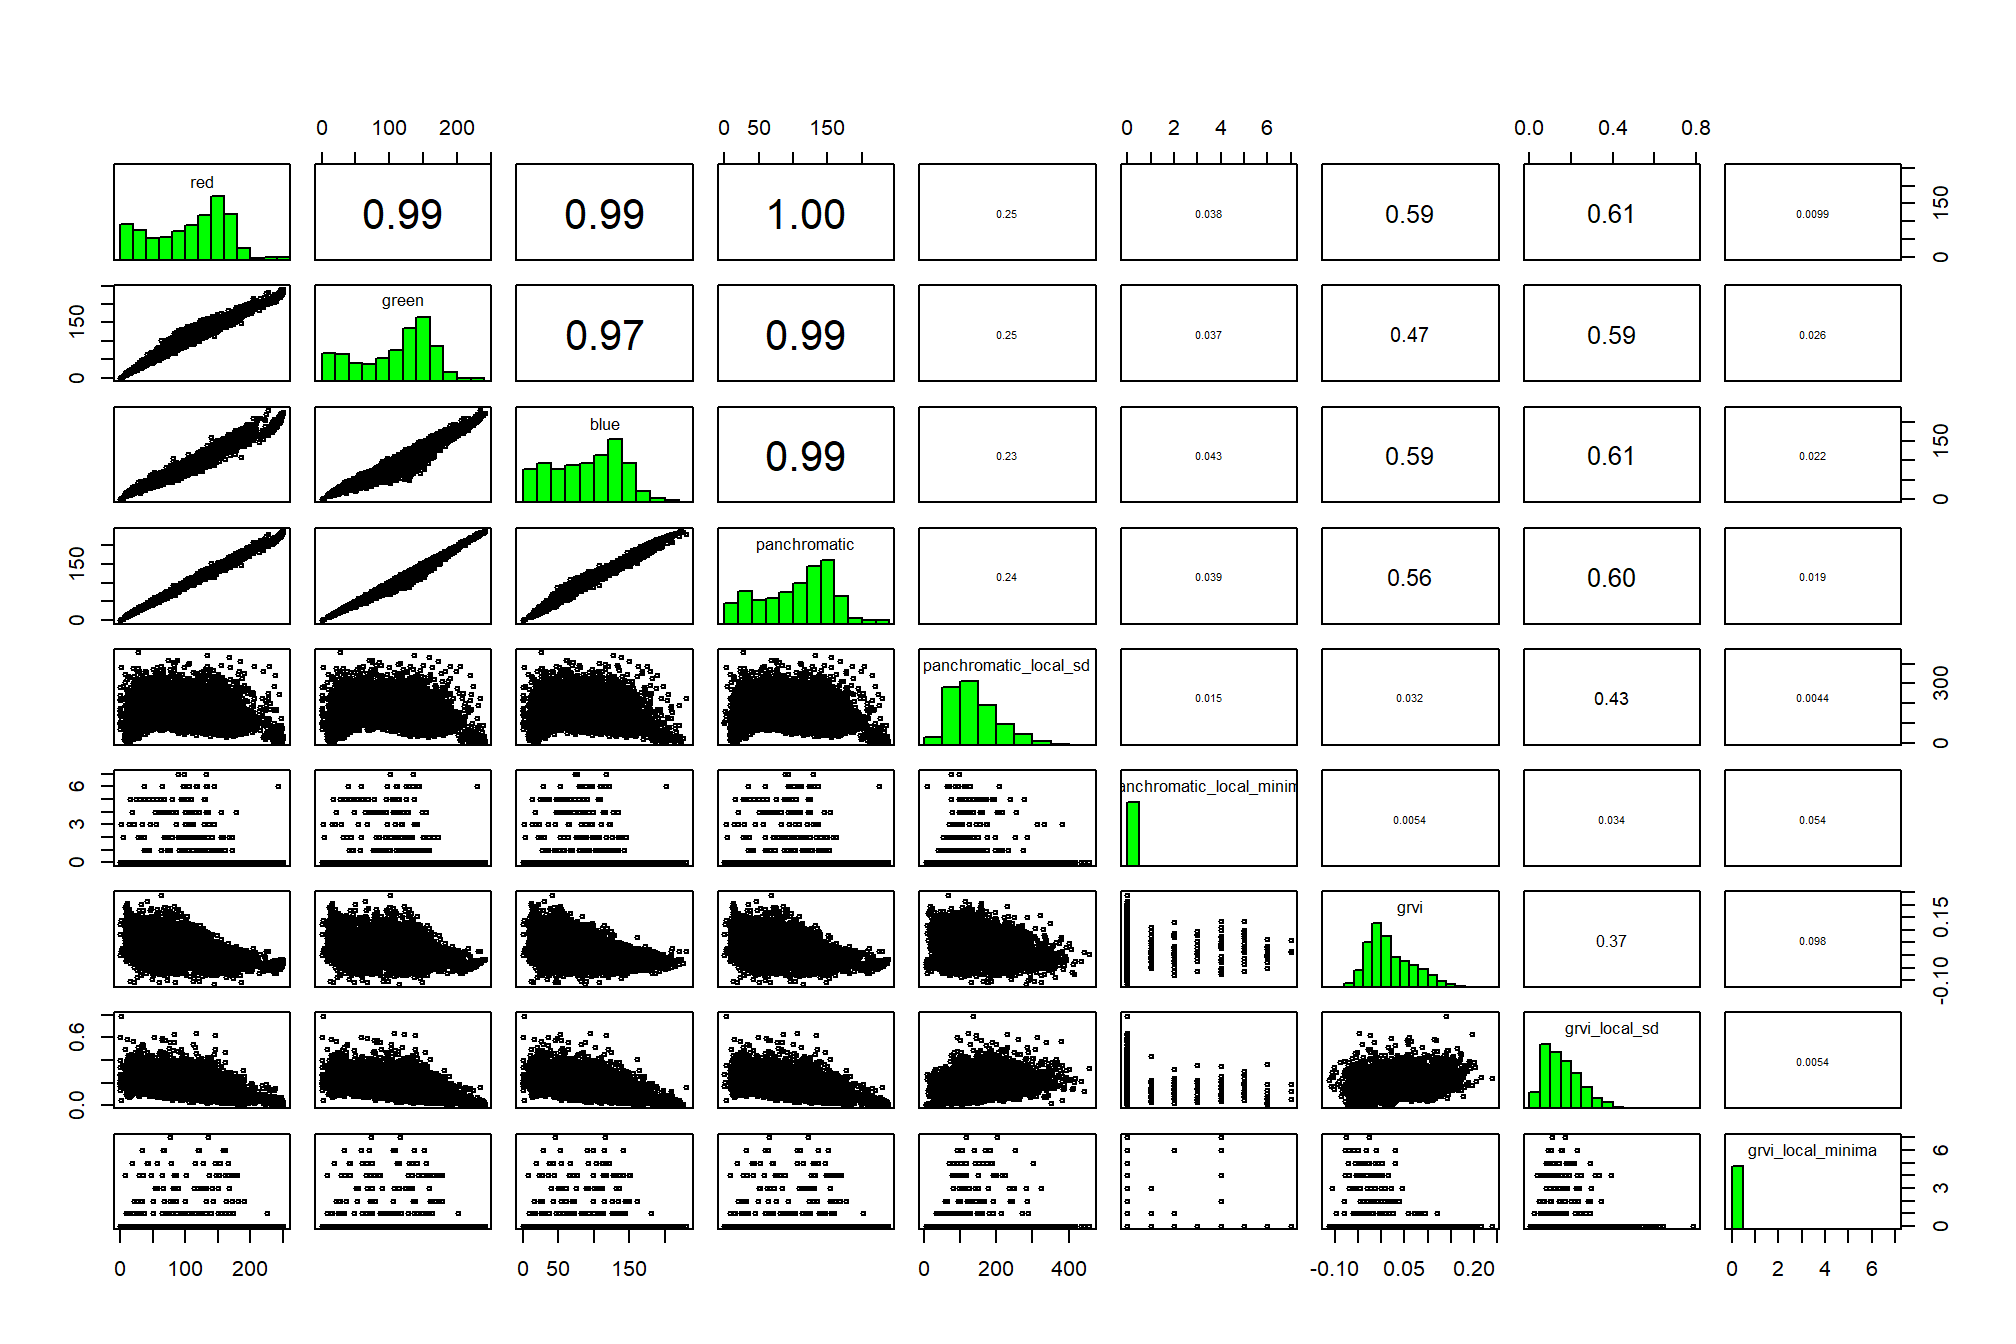 0 100 200 0 50 150 0 2 4 6 0.0 0.4 0.8
red 0.99 0.99 1.00 0.25 0.038 0.59 0.61 0.0099 0 150
0 150 green 0.97 0.99 0.25 0.037 0.47 0.59 0.026
blue 0.99 0.23 0.043 0.59 0.61 0.022 0 150
0 150 panchromatic 0.24 0.039 0.56 0.60 0.019
panchromatic_local_sd 0.015 0.032 0.43 0.0044 0 300
0 3 6 anchromatic_local_minim 0.0054 0.034 0.054
grvi 0.37 0.098 -0.10 0.15
0.0 0.6 grvi_local_sd 0.0054
grvi_local_minima 0 3 6
0 100 200 0 50 150 0 200 400 -0.10 0.05 0.20 0 2 4 6